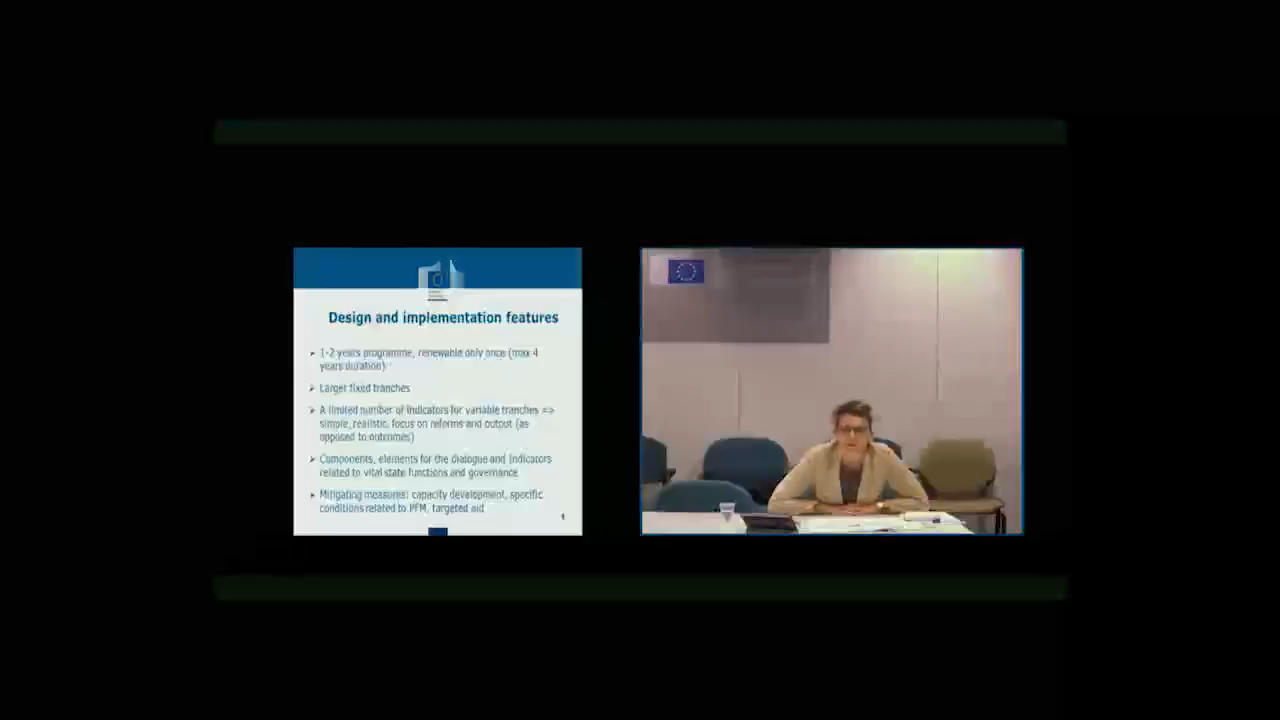 Design and implementation features
➢ 1-2 years programme, renewable only once (max 4
years duration)
➢ Larger fixed tranches
➢ A limited number of indicators for variable tranches =>
simple, realistic, focus on reforms and output (as
opposed to outcomes)
➢ Components, elements for the dialogue and indicators
related to vital state functions and governance
➢ Mitigating measures: capacity development, specific
conditions related to PFM, targeted aid